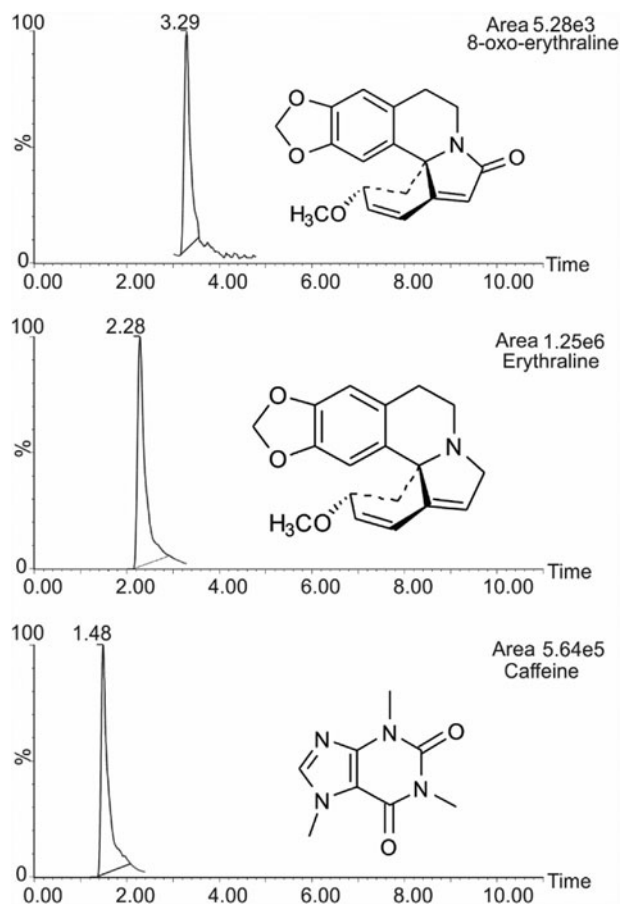 100
3.29
Area 5.28e3
8-oxo-erythraline
%
0
O
O
N
O
H₃CO
0.00 2.00 4.00 6.00 8.00 10.00 Time
100
2.28
Area 1.25e6
Erythraline
%
0
O
O
N
H₃CO
0.00 2.00 4.00 6.00 8.00 10.00 Time
100
1.48
Area 5.64e5
Caffeine
%
0
N
N
O
N
N
O
0.00 2.00 4.00 6.00 8.00 10.00 Time